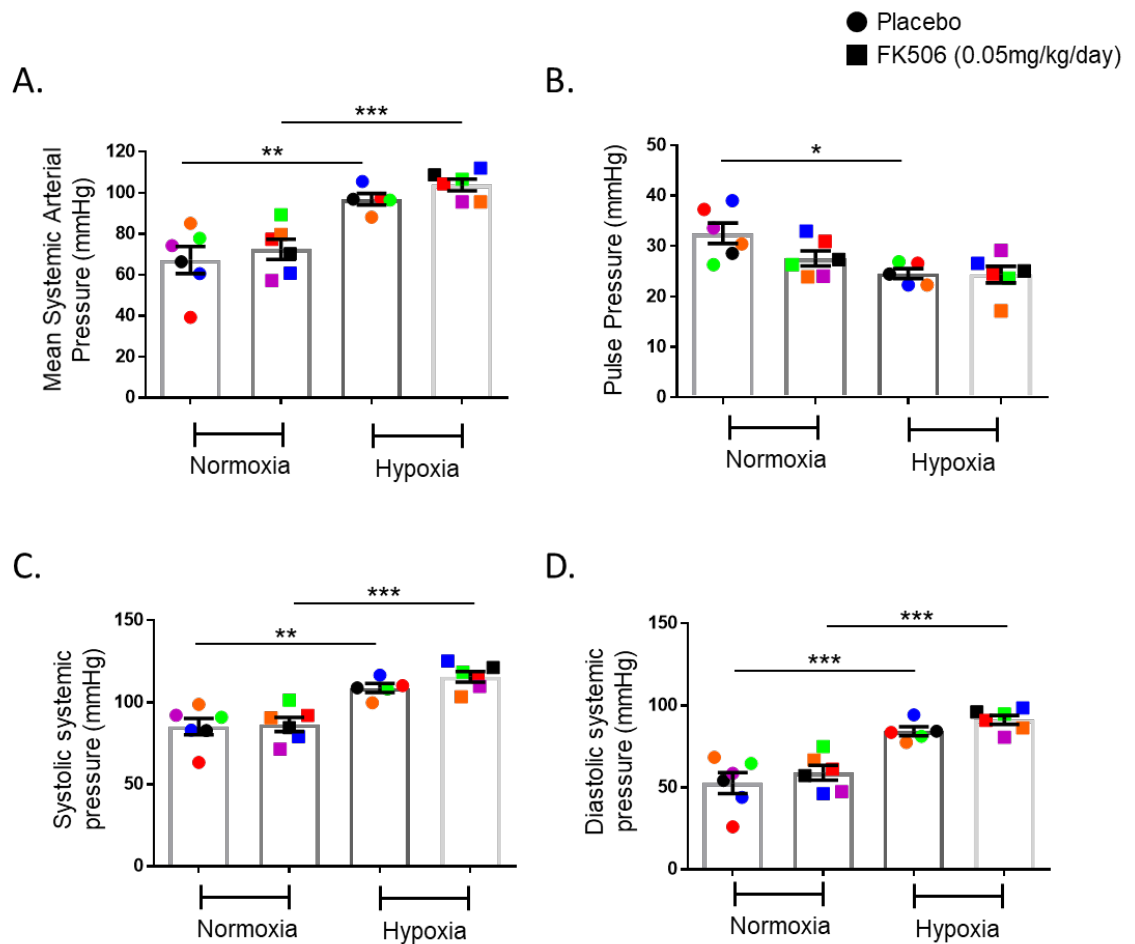 Placebo
FK506 (0.05mg/kg/day)
A.
Mean Systemic Arterial
Pressure (mmHg)
120
100
80
60
40
20
0
**
***
Normoxia
Hypoxia
B.
Pulse Pressure (mmHg)
50
40
30
20
10
0
*
Normoxia
Hypoxia
C.
Systolic systemic
pressure (mmHg)
150
100
50
0
**
***
Normoxia
Hypoxia
D.
Diastolic systemic
pressure (mmHg)
150
100
50
0
***
***
Normoxia
Hypoxia